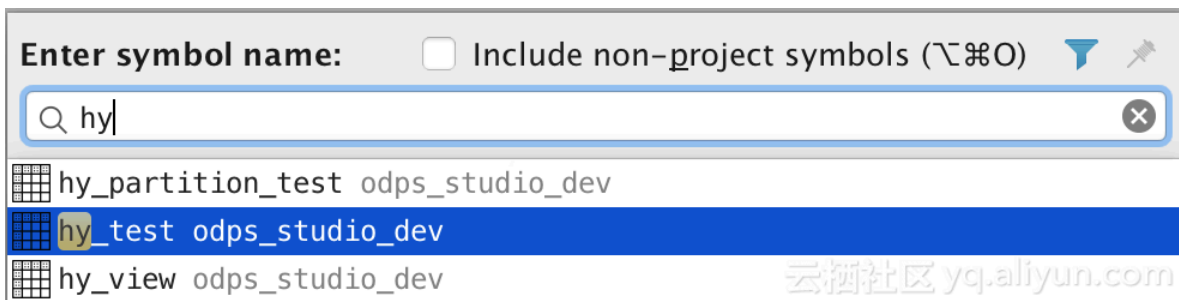 Enter symbol name: Include non-project symbols (⌥⌘O)
hy
hy_partition_test odps_studio_dev
hy_test odps_studio_dev
hy_view odps_studio_dev
云栖社区 yq.aliyun.com